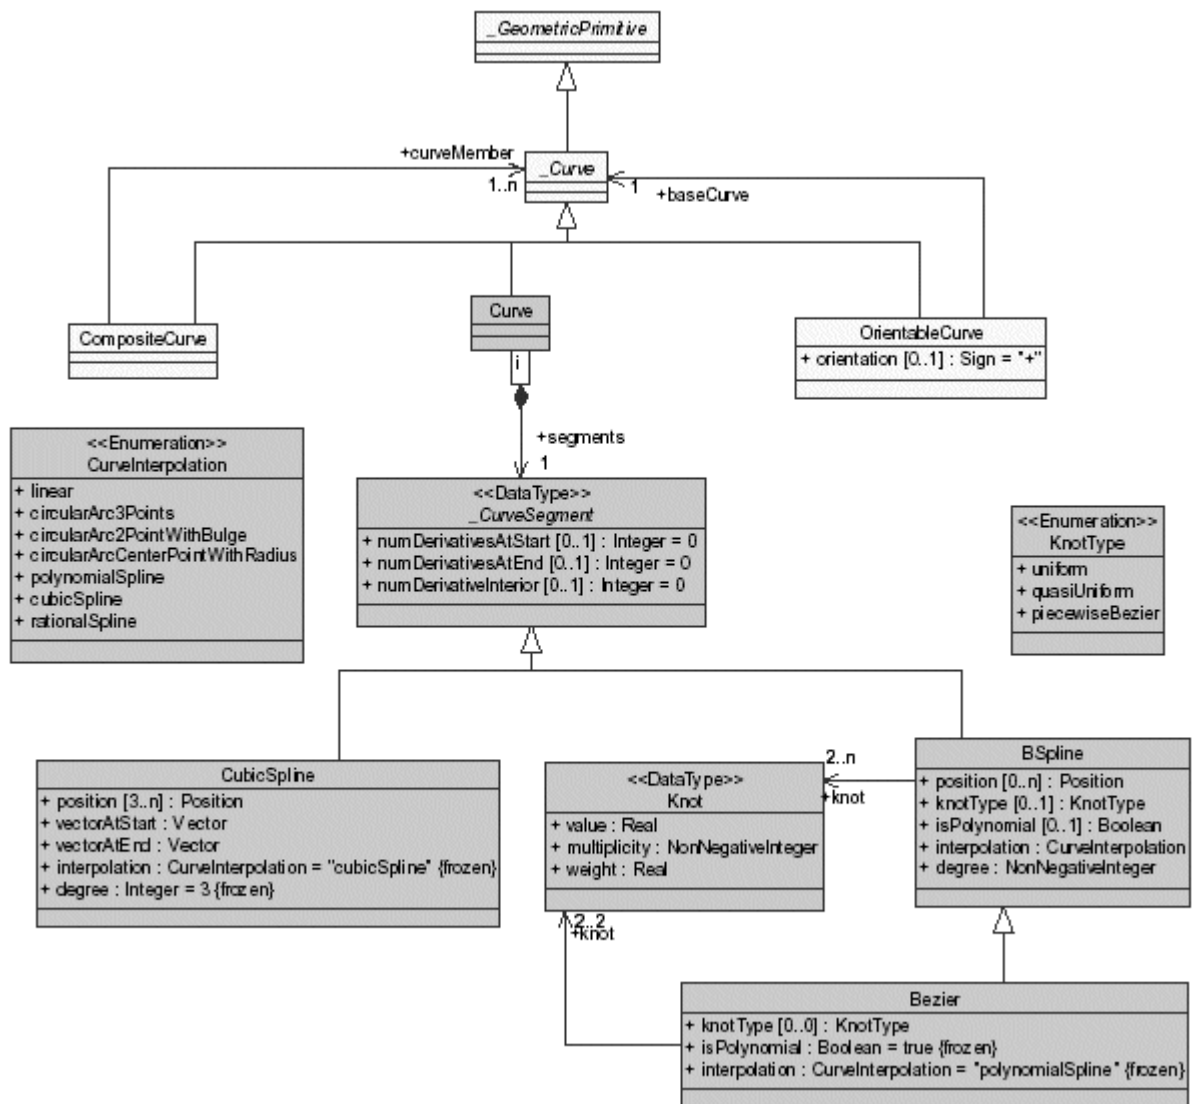 _GeometricPrimitive
+curveMember
_Curve
1..n
1
+baseCurve
Curve
CompositeCurve
OrientableCurve
+ orientation [0..1] : Sign = "+"
i
+segments
1
<<Enumeration>>
CurveInterpolation
+ linear
+ circularArc3Points
+ circularArc2PointWithBulge
+ circularArcCenterPointWithRadius
+ polynomialSpline
+ cubicSpline
+ rationalSpline
<<DataType>>
_CurveSegment
+ numDerivativesAtStart [0..1] : Integer = 0
+ numDerivativesAtEnd [0..1] : Integer = 0
+ numDerivativeInterior [0..1] : Integer = 0
<<Enumeration>>
KnotType
+ uniform
+ quasiUniform
+ piecewiseBezier
CubicSpline
+ position [3..n] : Position
+ vectorAtStart : Vector
+ vectorAtEnd : Vector
+ interpolation : CurveInterpolation = "cubicSpline" {frozen}
+ degree : Integer = 3 {frozen}
<<DataType>>
Knot
+ value : Real
+ multiplicity : NonNegativeInteger
+ weight : Real
2..n
+knot
BSpline
+ position [0..n] : Position
+ knotType [0..1] : KnotType
+ isPolynomial [0..1] : Boolean
+ interpolation : CurveInterpolation
+ degree : NonNegativeInteger
2..2
+knot
Bezier
+ knotType [0..0] : KnotType
+ isPolynomial : Boolean = true {frozen}
+ interpolation : CurveInterpolation = "polynomialSpline" {frozen}